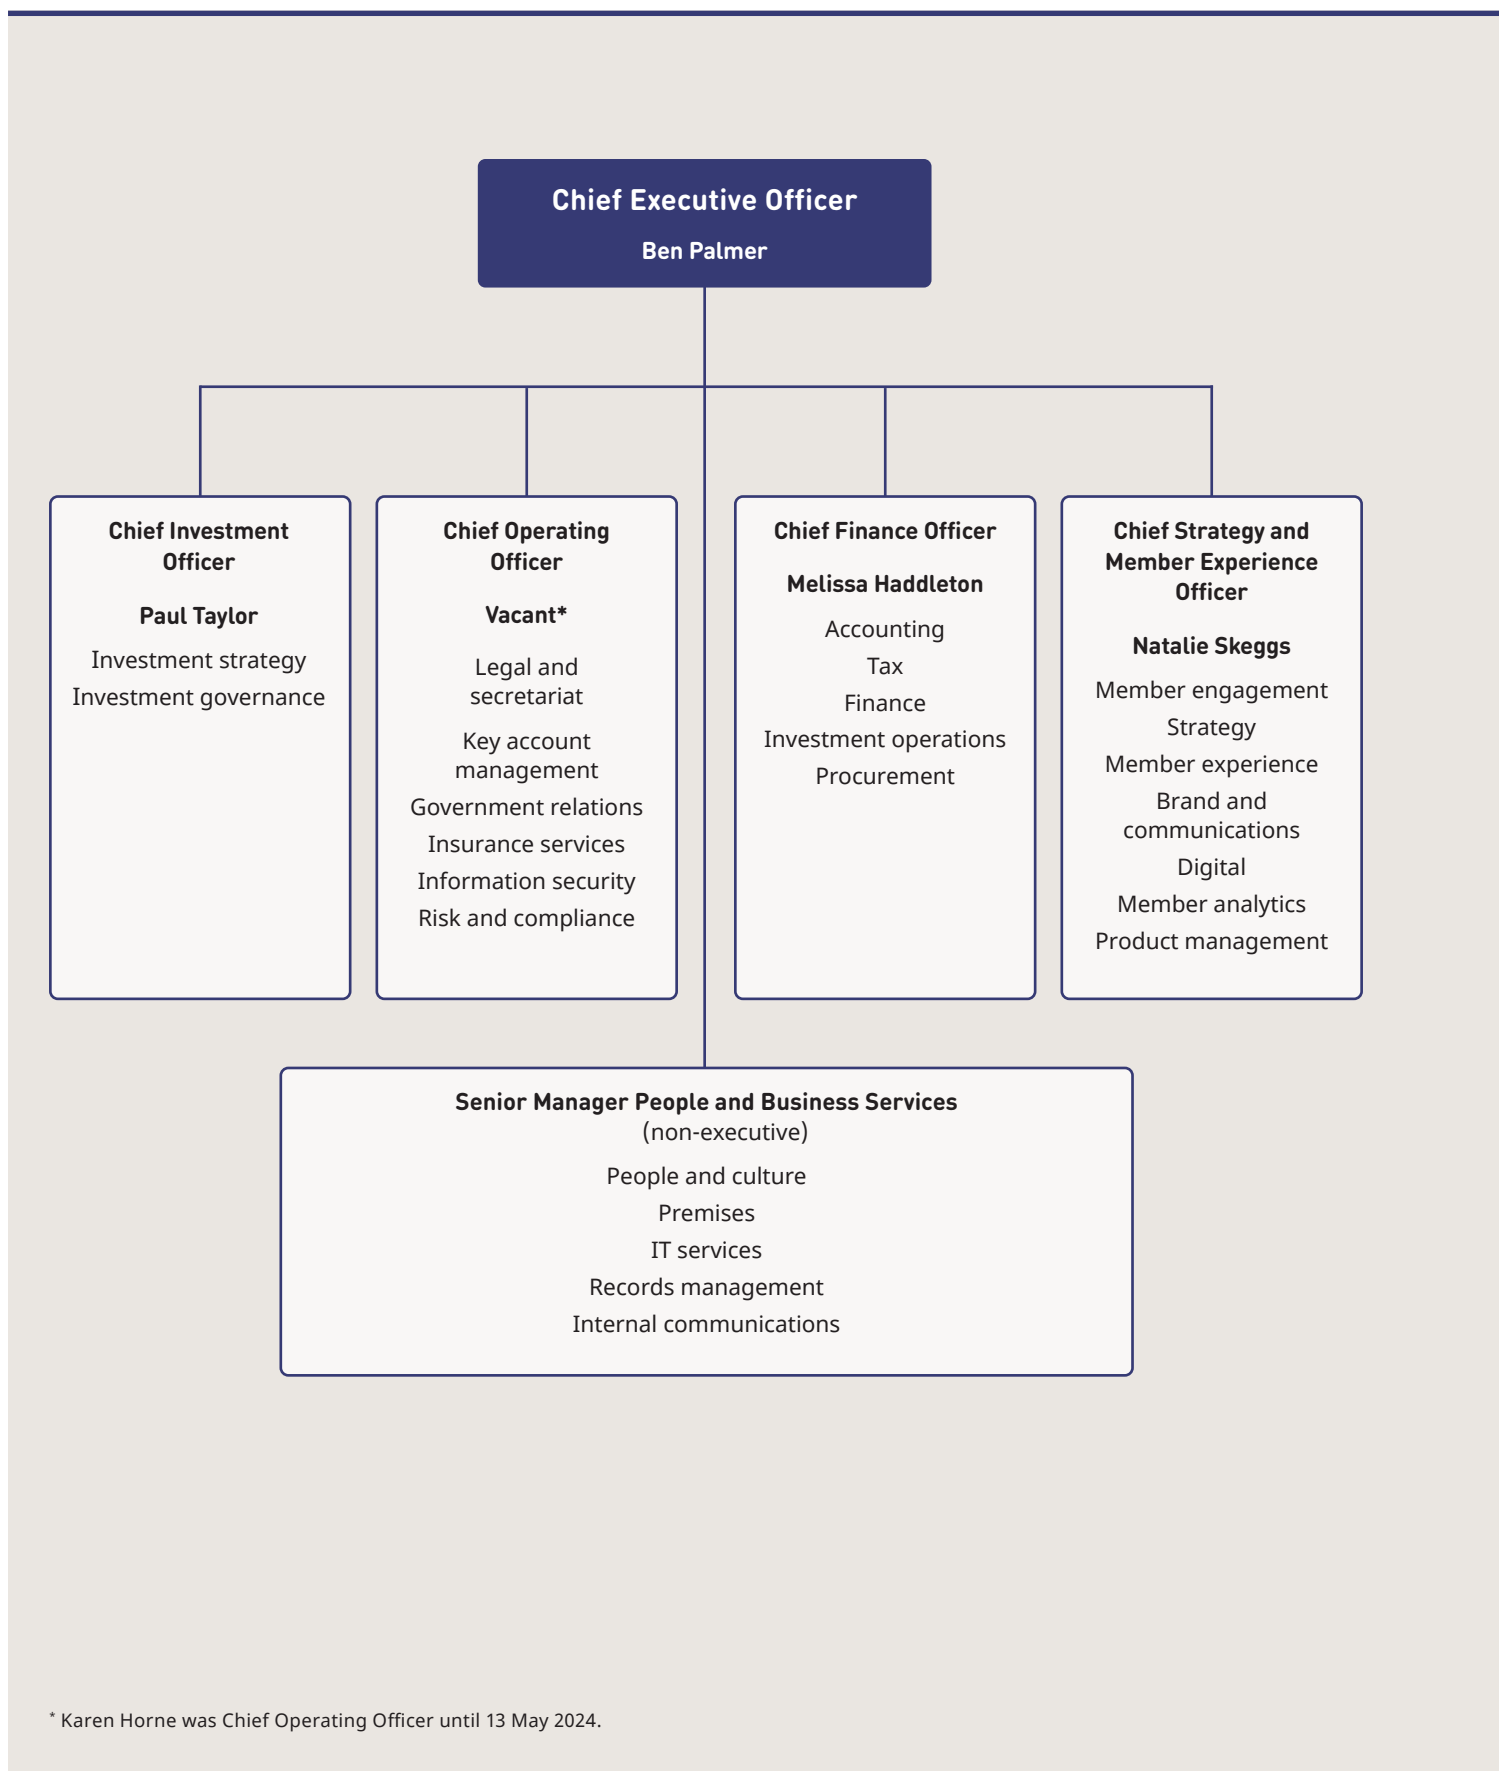 Chief Executive Officer
Ben Palmer
Chief Investment
Officer
Paul Taylor
Investment strategy
Investment governance
Chief Operating
Officer
Vacant*
Legal and
secretariat
Key account
management
Government relations
Insurance services
Information security
Risk and compliance
Chief Finance Officer
Melissa Haddleton
Accounting
Tax
Finance
Investment operations
Procurement
Chief Strategy and
Member Experience
Officer
Natalie Skeggs
Member engagement
Strategy
Member experience
Brand and
communications
Digital
Member analytics
Product management
Senior Manager People and Business Services
(non-executive)
People and culture
Premises
IT services
Records management
Internal communications
* Karen Horne was Chief Operating Officer until 13 May 2024.